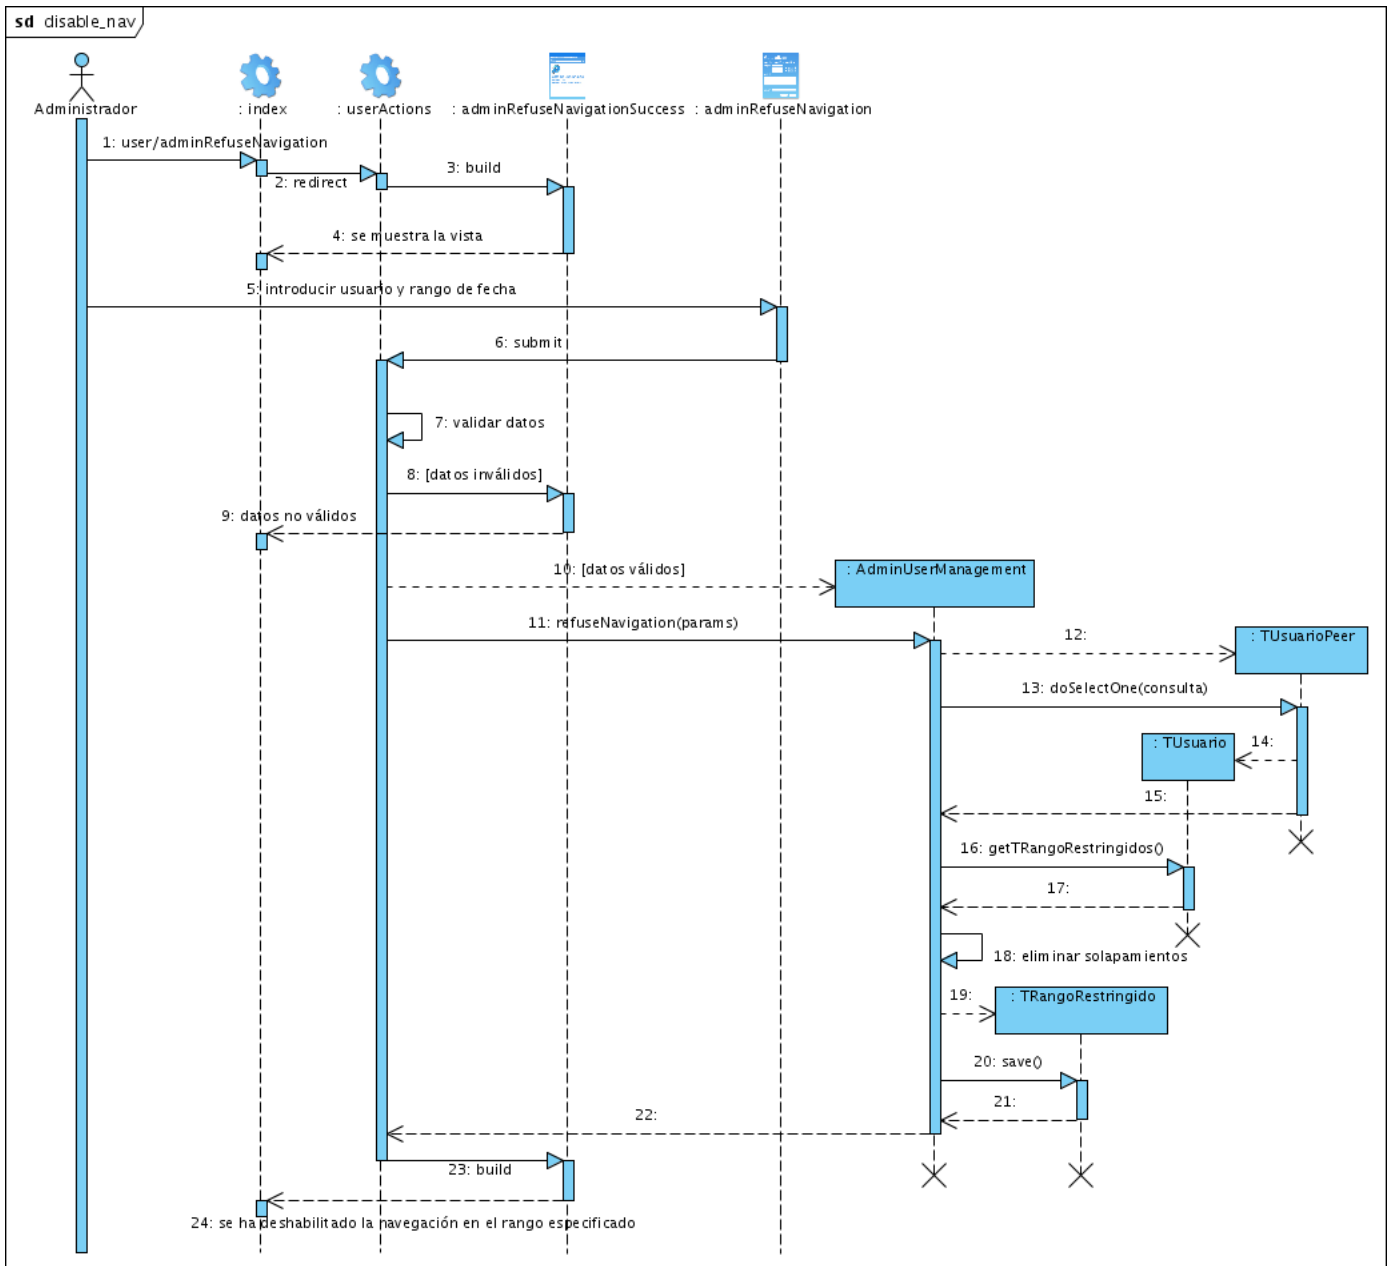 sd disable_nav
Administrador
: index
: userActions
: adminRefuseNavigationSuccess
: adminRefuseNavigation
1: user/adminRefuseNavigation
2: redirect
3: build
4: se muestra la vista
5: introducir usuario y rango de fecha
6: submit
7: validar datos
8: [datos inválidos]
9: datos no válidos
10: [datos válidos]
: AdminUserManagement
11: refuseNavigation(params)
12:
: TUsuarioPeer
13: doSelectOne(consulta)
: TUsuario
14:
15:
16: getTRangoRestringidos()
17:
18: eliminar solapamientos
19:
: TRangoRestringido
20: save()
21:
22:
23: build
24: se ha deshabilitado la navegación en el rango especificado